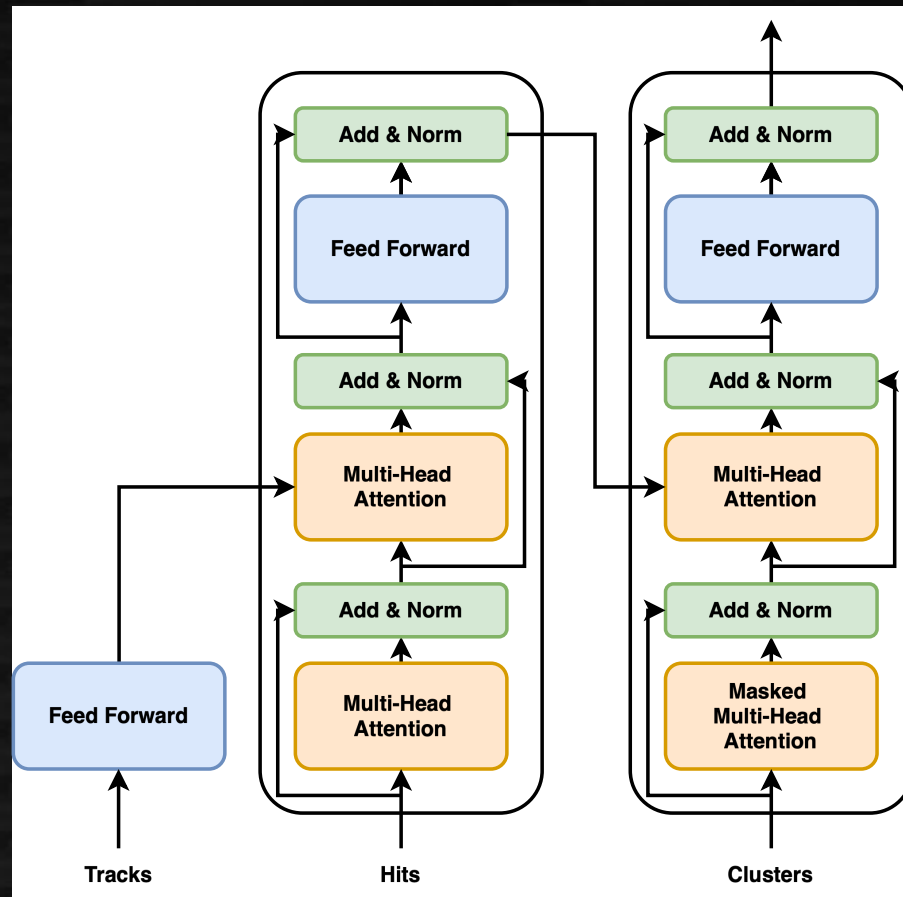 Add & Norm
Feed Forward
Add & Norm
Multi-Head
Attention
Add & Norm
Multi-Head
Attention
Feed Forward
Tracks
Hits
Add & Norm
Feed Forward
Add & Norm
Multi-Head
Attention
Add & Norm
Masked
Multi-Head
Attention
Clusters